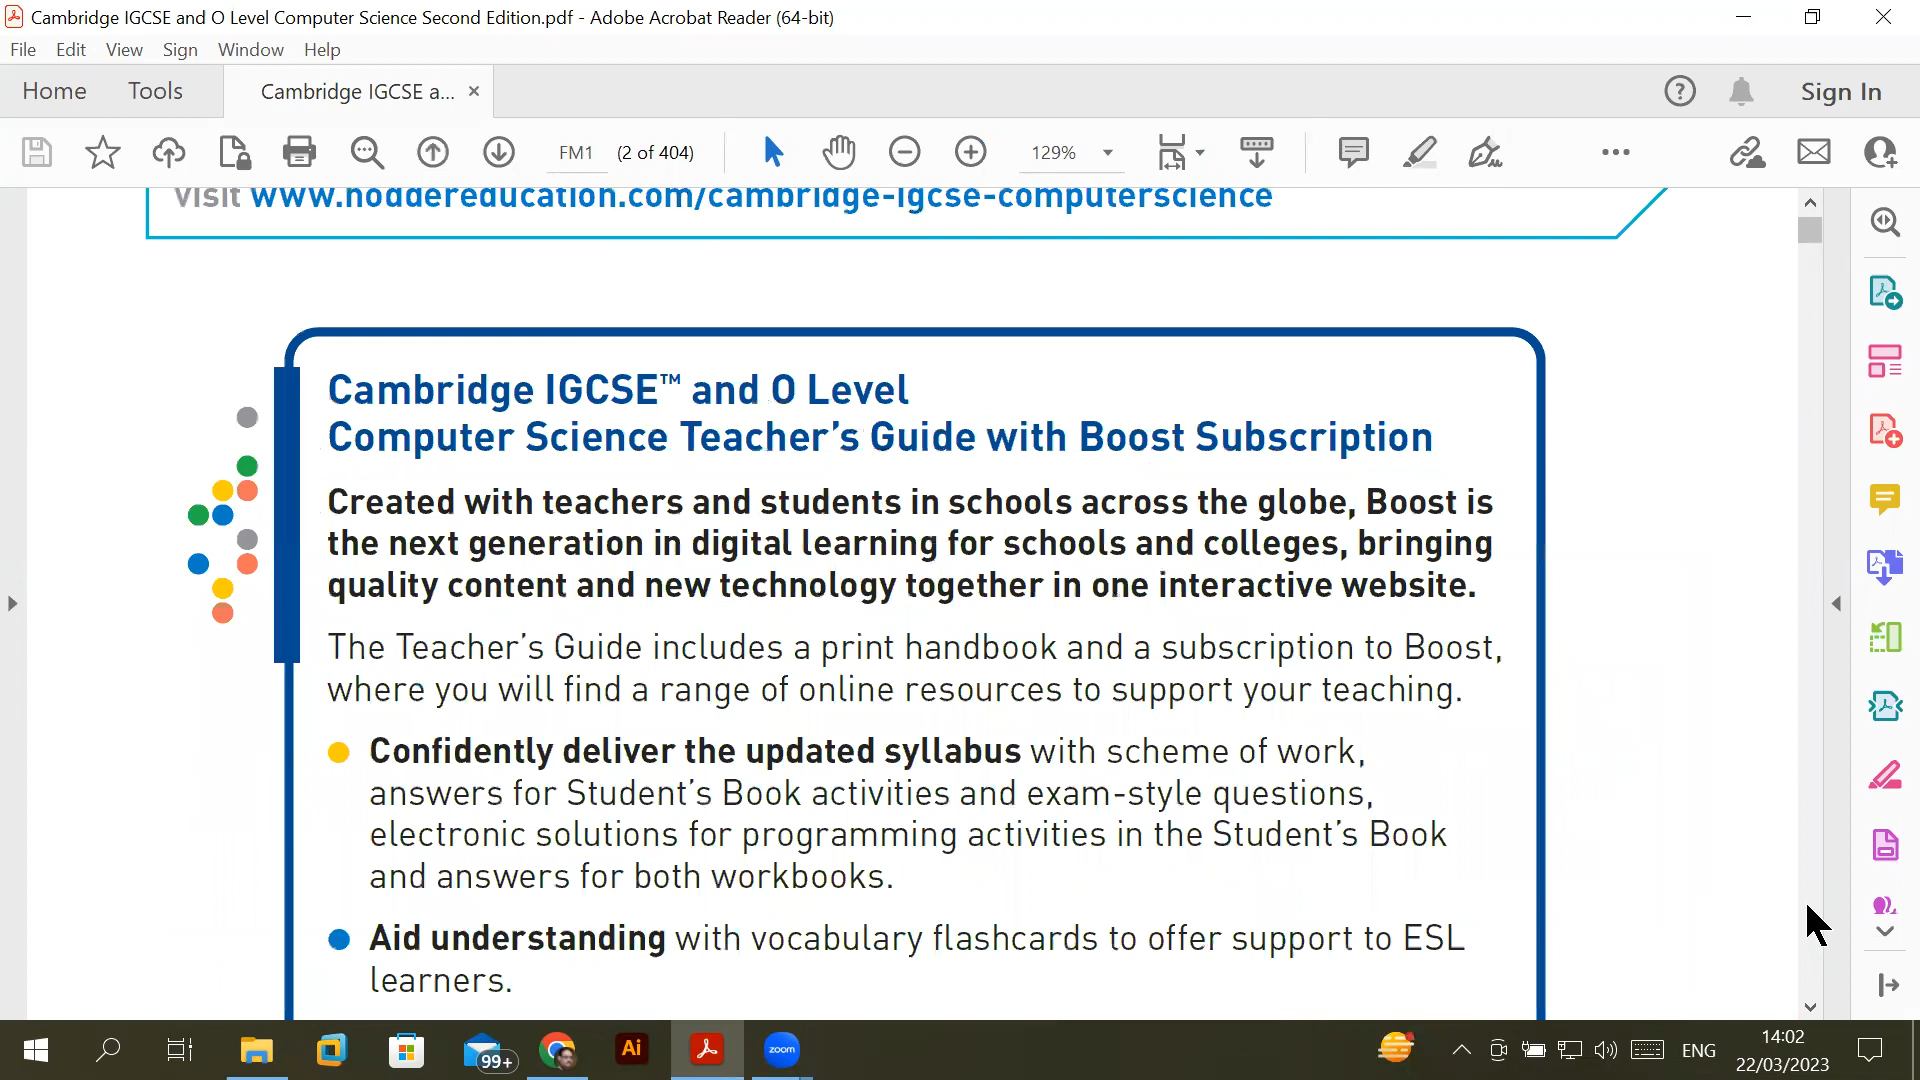 Cambridge IGCSE and O Level Computer Science Second Edition.pdf - Adobe Acrobat Reader (64-bit)
File Edit View Sign Window Help
Home Tools Cambridge IGCSE a... Sign In
FM1 (2 of 404) 129%
visit www.hoddereducation.com/cambridge-igcse-computerscience
Cambridge IGCSE™ and O Level
Computer Science Teacher’s Guide with Boost Subscription
Created with teachers and students in schools across the globe, Boost is
the next generation in digital learning for schools and colleges, bringing
quality content and new technology together in one interactive website.
The Teacher’s Guide includes a print handbook and a subscription to Boost,
where you will find a range of online resources to support your teaching.
Confidently deliver the updated syllabus with scheme of work,
answers for Student’s Book activities and exam-style questions,
electronic solutions for programming activities in the Student’s Book
and answers for both workbooks.
Aid understanding with vocabulary flashcards to offer support to ESL
learners.
99+ Ai zoom ENG 14:02
22/03/2023